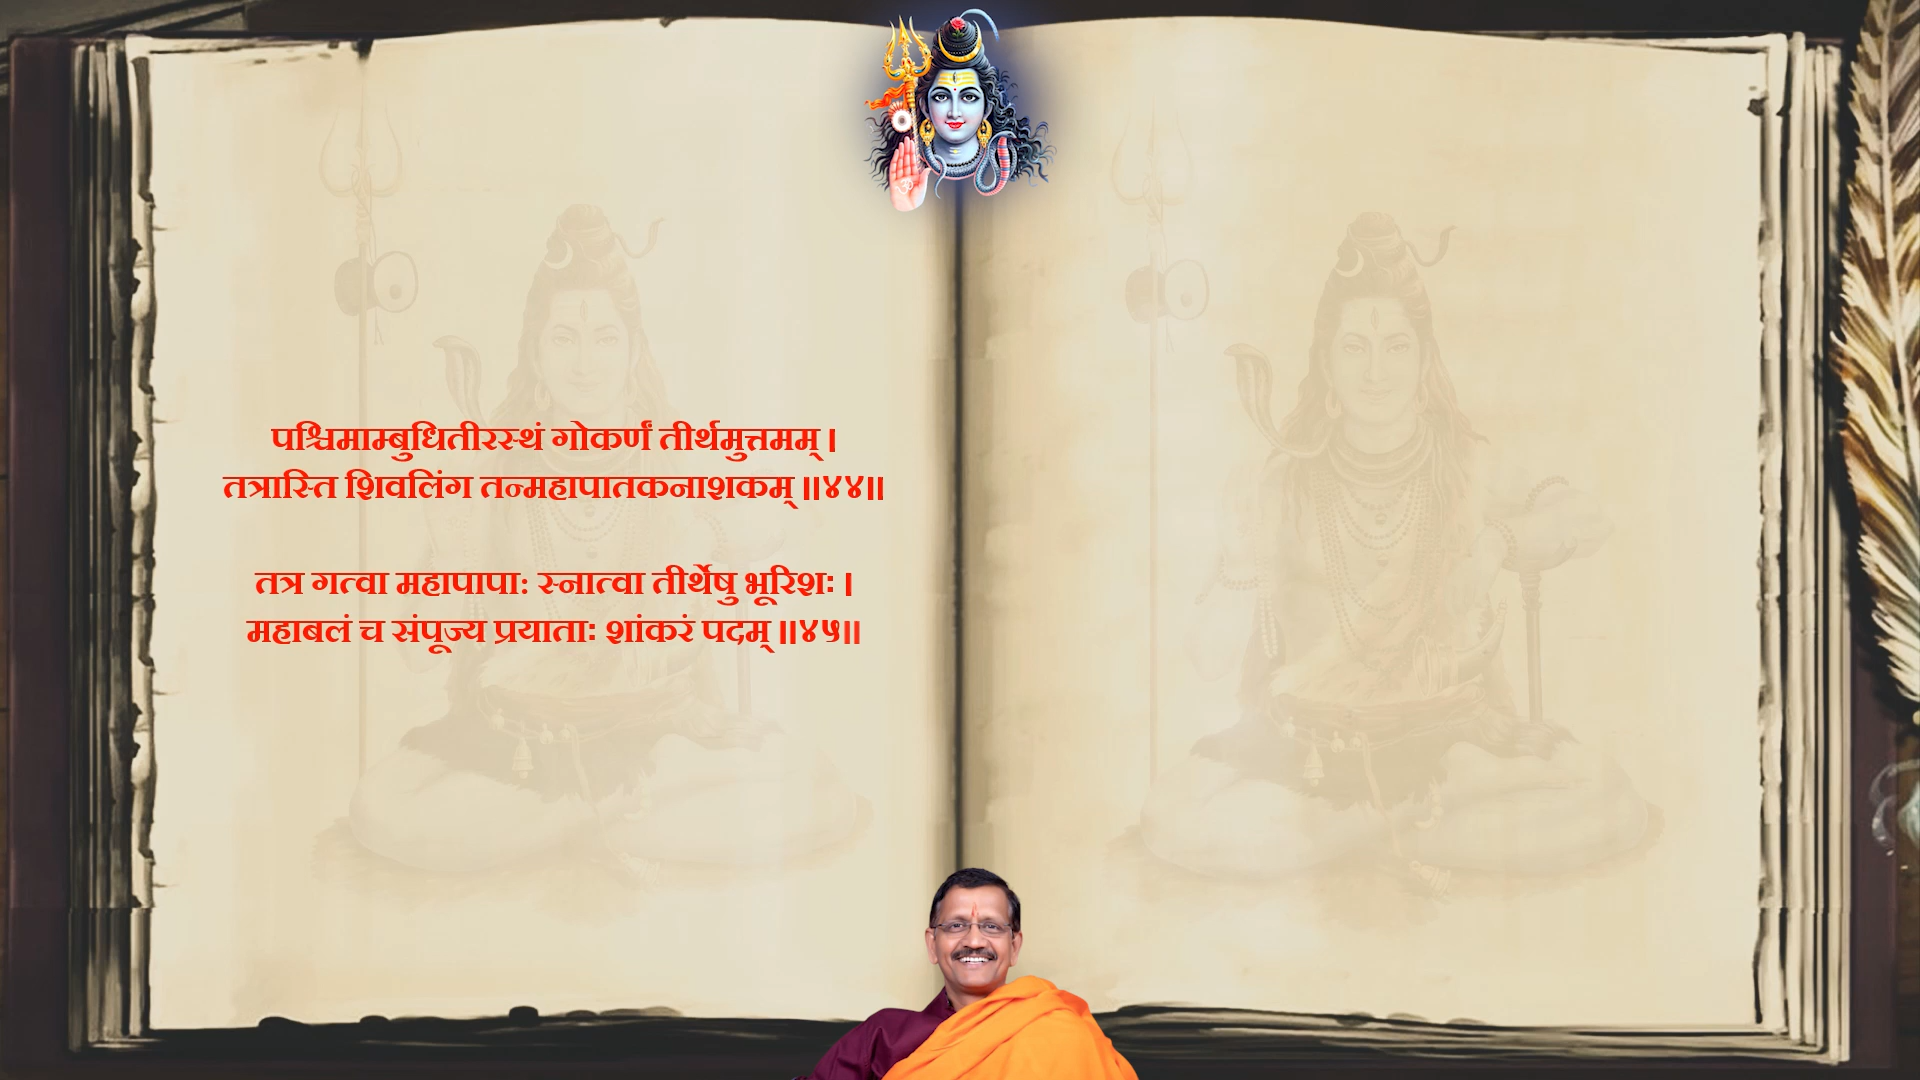 पश्चिमाम्बुधितीरस्थं गोकर्णं तीर्थमुत्तमम् ।
तत्रास्ति शिवलिंग तन्महापातकनाशकम् ॥४४॥
तत्र गत्वा महापापाः स्नात्वा तीर्थेषु भूरिशः ।
महाबलं च संपूज्य प्रयाताः शांकरं पदम् ॥४५॥